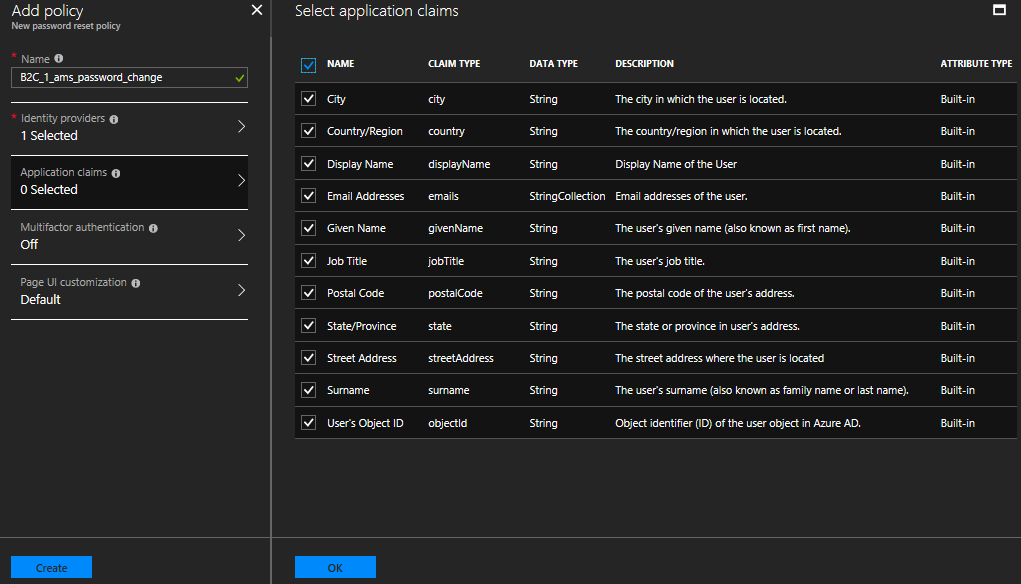 Add policy
New password reset policy
* Name
B2C_1_ams_password_change
* Identity providers
1 Selected
Application claims
0 Selected
Multifactor authentication
Off
Page UI customization
Default
Create
Select application claims
NAME CLAIM TYPE DATA TYPE DESCRIPTION ATTRIBUTE TYPE
City city String The city in which the user is located. Built-in
Country/Region country String The country/region in which the user is located. Built-in
Display Name displayName String Display Name of the User Built-in
Email Addresses emails StringCollection Email addresses of the user. Built-in
Given Name givenName String The user's given name (also known as first name). Built-in
Job Title jobTitle String The user's job title. Built-in
Postal Code postalCode String The postal code of the user's address. Built-in
State/Province state String The state or province in user's address. Built-in
Street Address streetAddress String The street address where the user is located Built-in
Surname surname String The user's surname (also known as family name or last name). Built-in
User's Object ID objectId String Object identifier (ID) of the user object in Azure AD. Built-in
OK